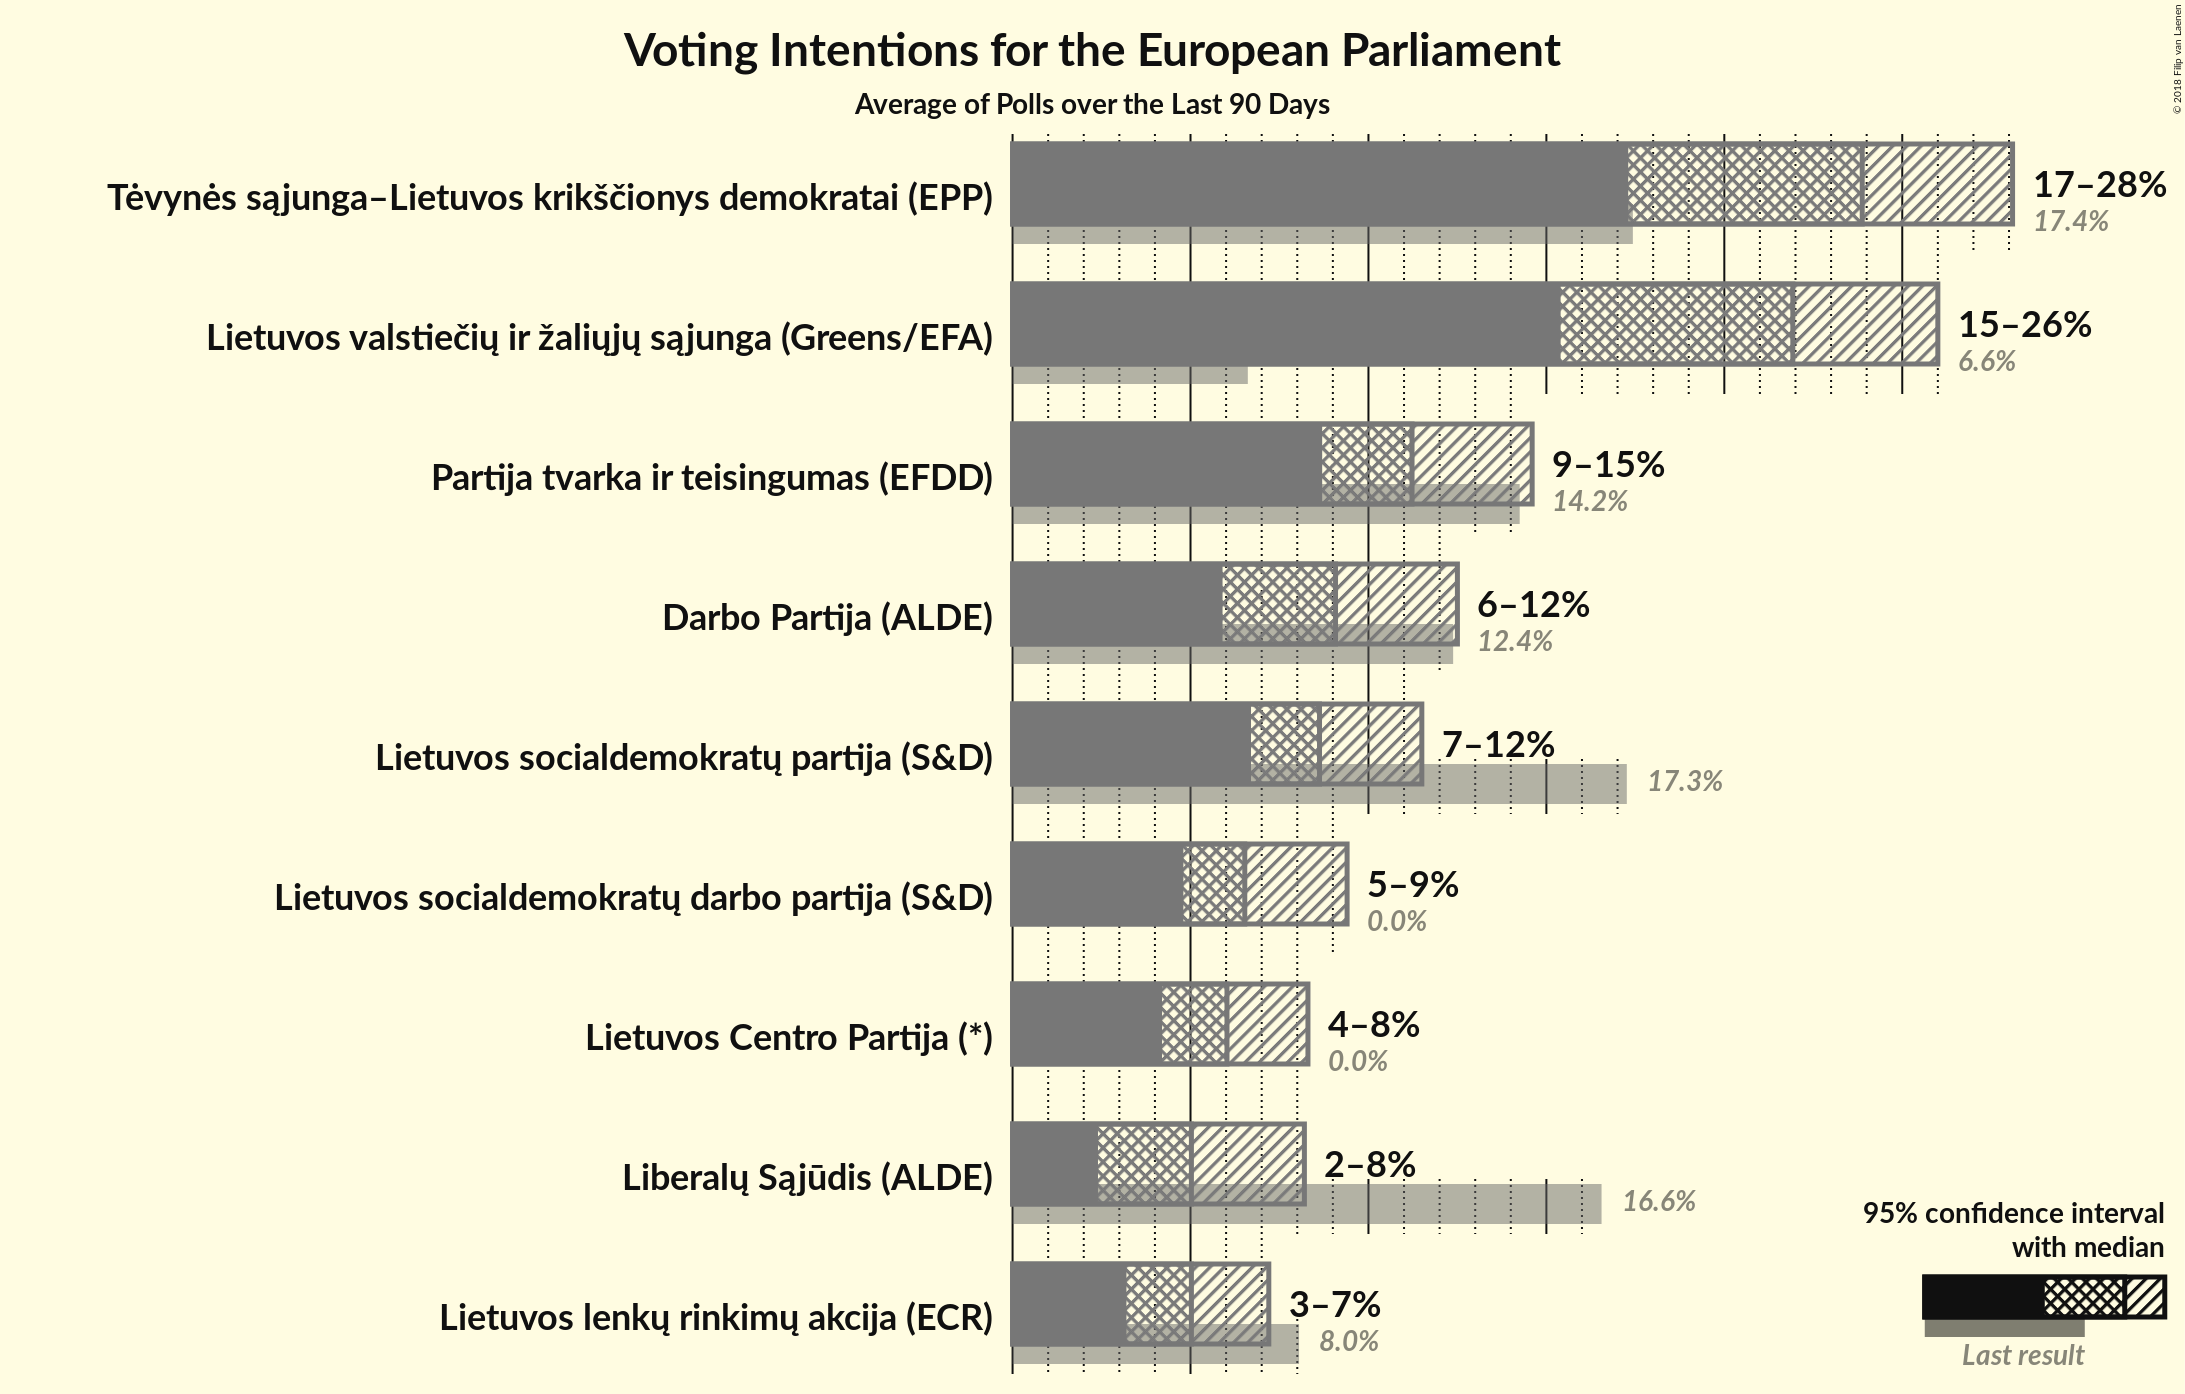 Voting Intentions for the European Parliament
Average of Polls over the Last 90 Days
© 2018 Filip van Laenen
Tėvynės sąjunga–Lietuvos krikščionys demokratai (EPP)
17–28%
17.4%
Lietuvos valstiečių ir žaliųjų sąjunga (Greens/EFA)
15–26%
6.6%
Partija tvarka ir teisingumas (EFDD)
9–15%
14.2%
Darbo Partija (ALDE)
6–12%
12.4%
Lietuvos socialdemokratų partija (S&D)
7–12%
17.3%
Lietuvos socialdemokratų darbo partija (S&D)
5–9%
0.0%
Lietuvos Centro Partija (*)
4–8%
0.0%
Liberalų Sąjūdis (ALDE)
2–8%
16.6%
Lietuvos lenkų rinkimų akcija (ECR)
3–7%
8.0%
95% confidence interval
with median
Last result